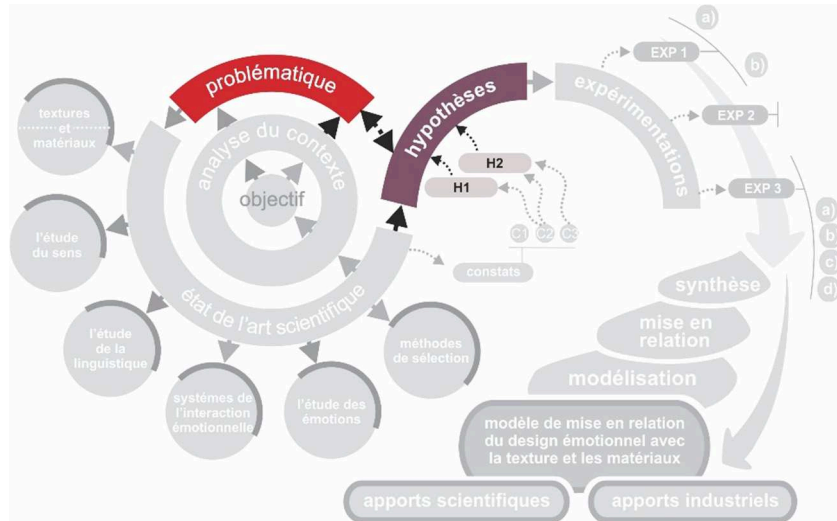 problématique
analyse du contexte
objectif
état de l'art scientifique
textures
et
matériaux
l'étude
du sens
l'étude
de la
linguistique
systèmes de
l'interaction
émotionnelle
l'étude des
émotions
méthodes
de sélection
hypothèses
H2
H1
C1 C2 C3
constats
expérimentations
EXP 1
a)
b)
EXP 2
EXP 3
a)
b)
c)
d)
synthèse
mise en
relation
modélisation
modèle de mise en relation
du design émotionnel avec
la texture et les matériaux
apports scientifiques
apports industriels